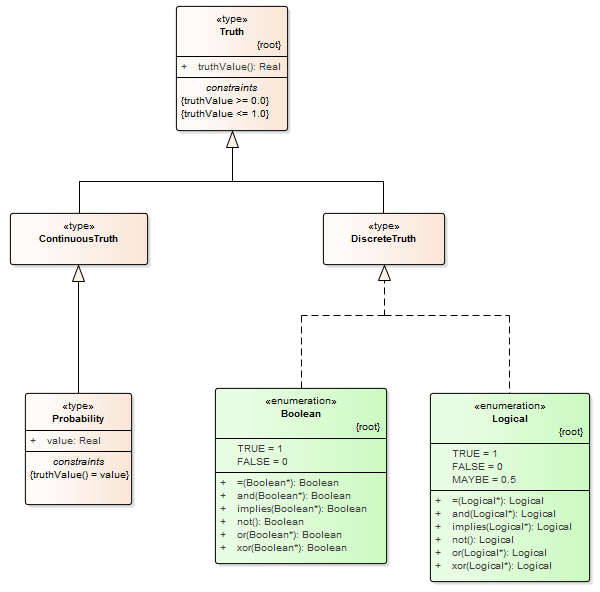 «type»
Truth
{root}
+ truthValue(): Real
constraints
{truthValue >= 0.0}
{truthValue <= 1.0}
«type»
ContinuousTruth
«type»
DiscreteTruth
«type»
Probability
+ value: Real
constraints
{truthValue() = value}
«enumeration»
Boolean
{root}
TRUE = 1
FALSE = 0
+ =(Boolean*): Boolean
+ and(Boolean*): Boolean
+ implies(Boolean*): Boolean
+ not(): Boolean
+ or(Boolean*): Boolean
+ xor(Boolean*): Boolean
«enumeration»
Logical
{root}
TRUE = 1
FALSE = 0
MAYBE = 0.5
+ =(Logical*): Logical
+ and(Logical*): Logical
+ implies(Logical*): Logical
+ not(): Logical
+ or(Logical*): Logical
+ xor(Logical*): Logical